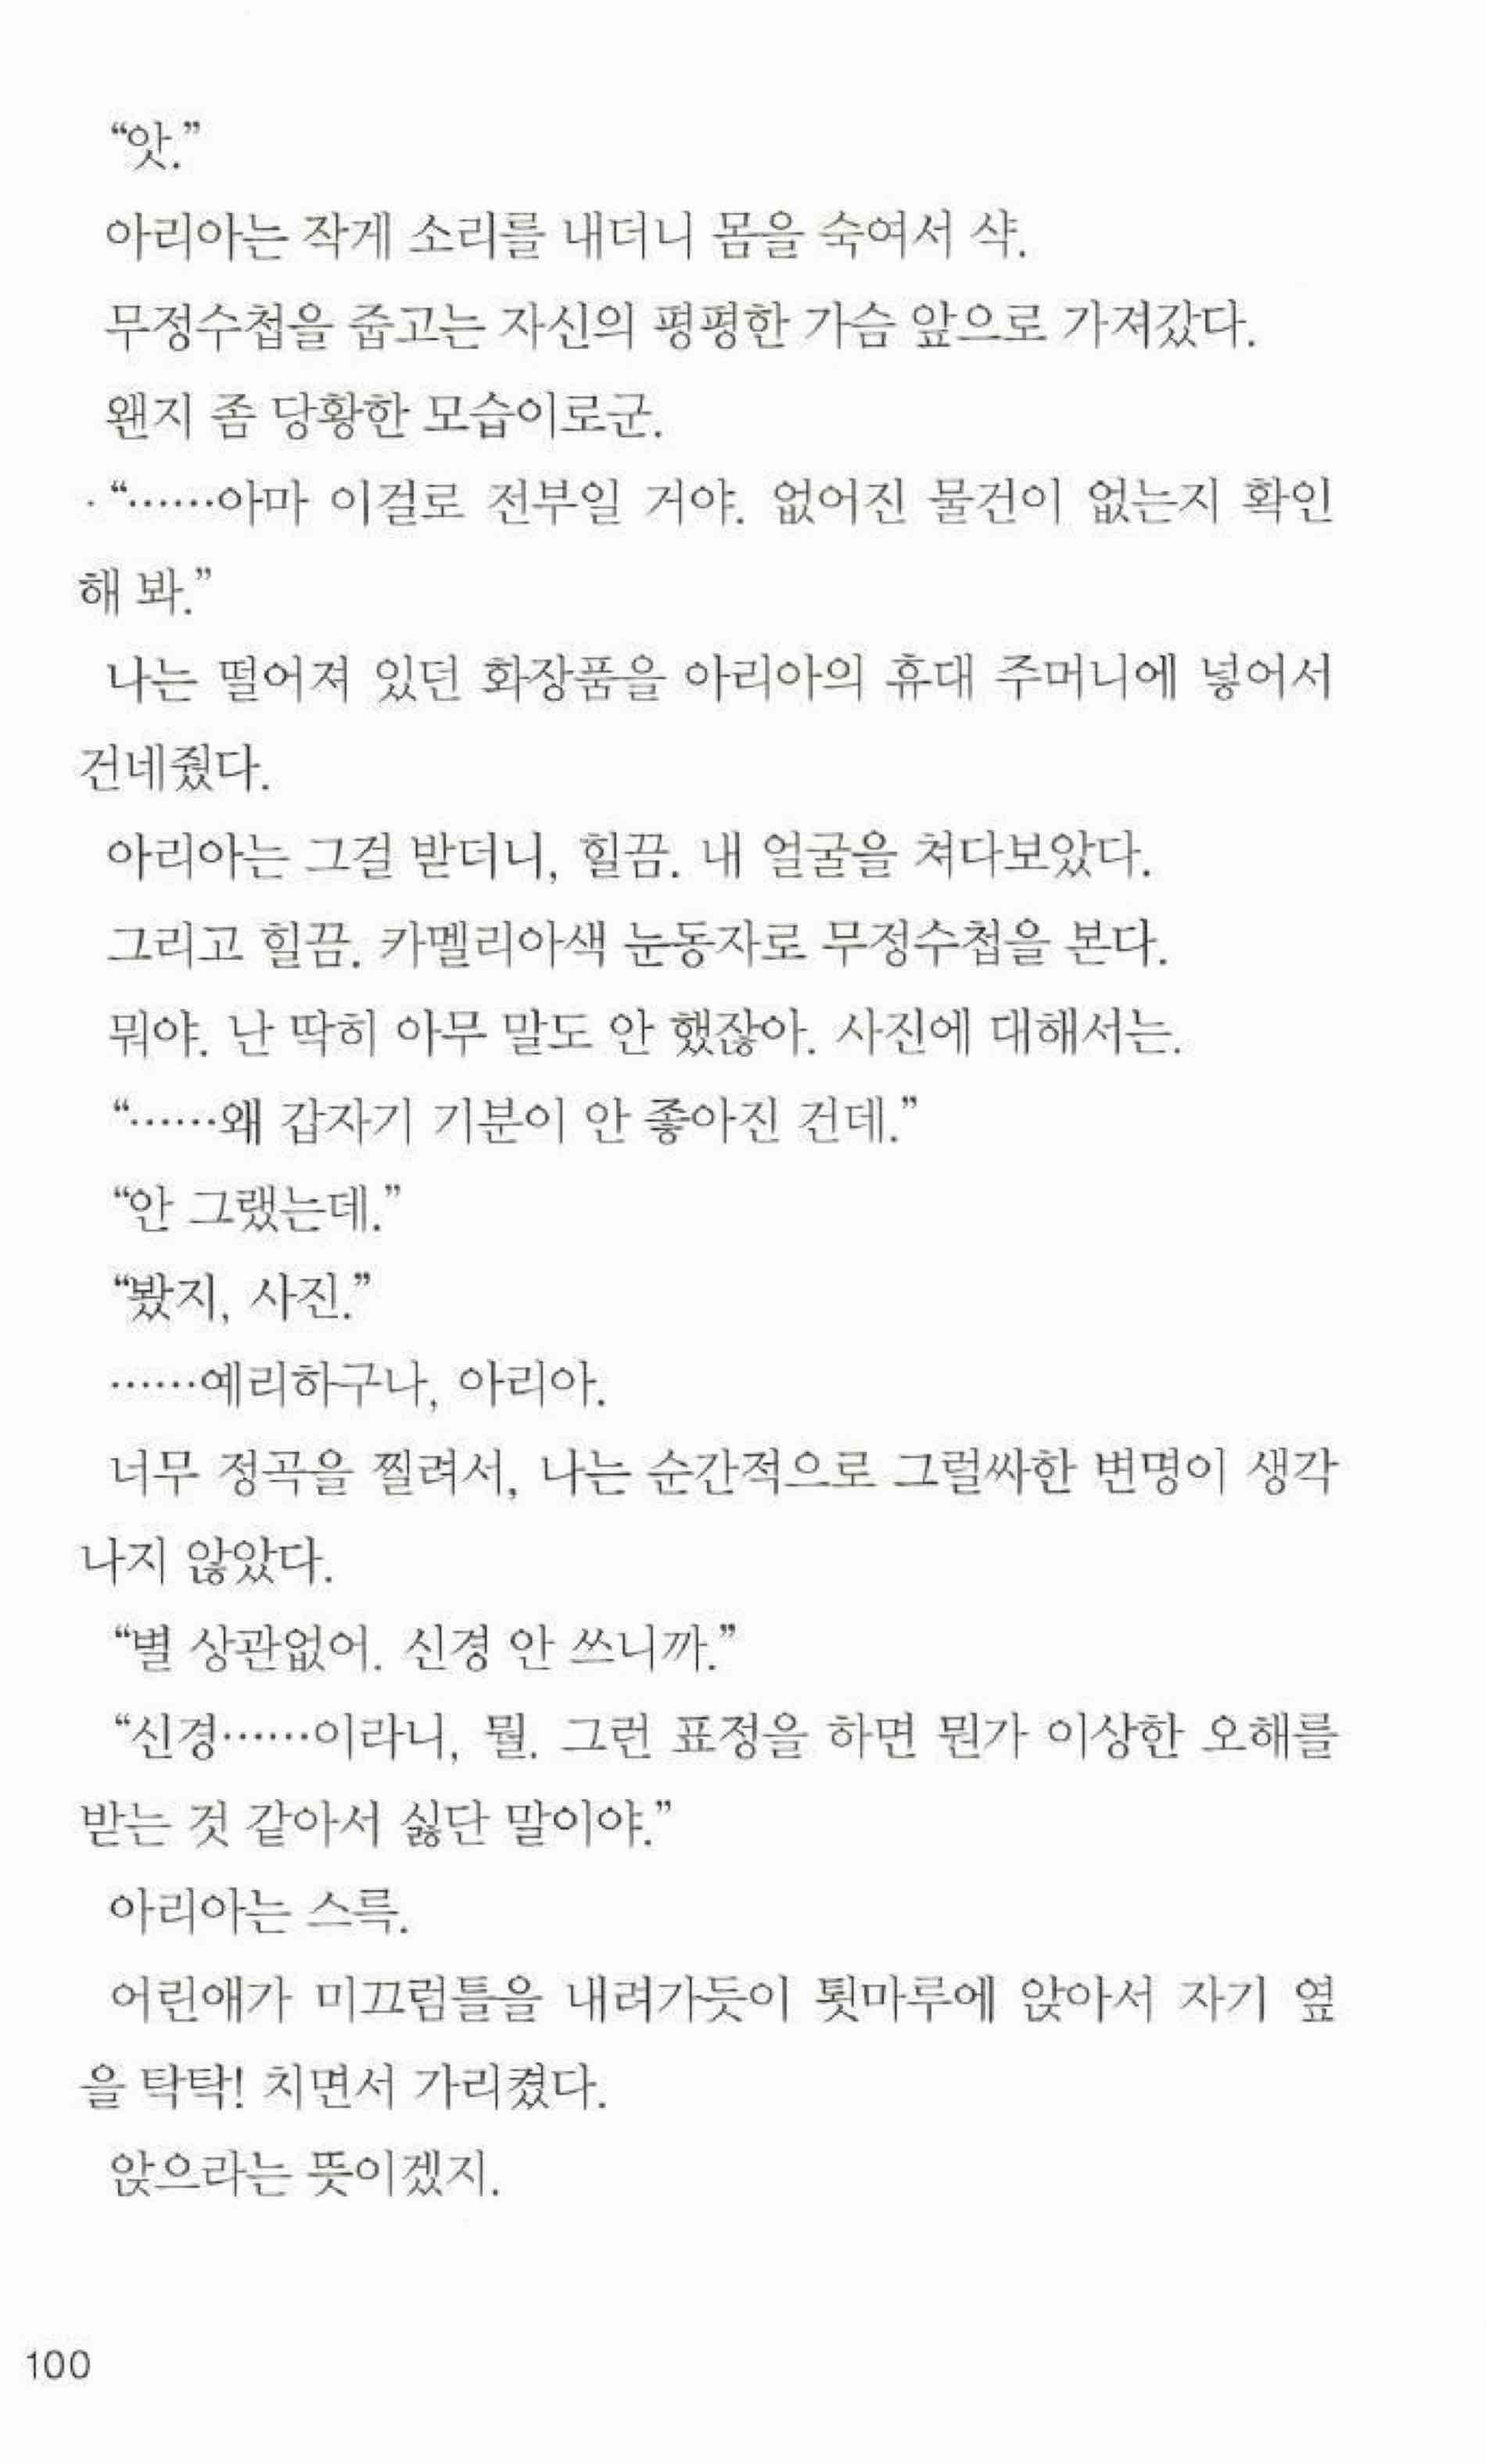 “앗.”
아리아는 작게 소리를 내더니 몸을 숙여서 샥.
무정수첩을 줍고는 자신의 평평한 가슴 앞으로 가져갔다.
왠지 좀 당황한 모습이로군.
“……아마 이걸로 전부일 거야. 없어진 물건이 없는지 확인
해 봐.”
나는 떨어져 있던 화장품을 아리아의 휴대 주머니에 넣어서
건네줬다.
아리아는 그걸 받더니, 힐끔. 내 얼굴을 쳐다보았다.
그리고 힐끔. 카멜리아색 눈동자로 무정수첩을 본다.
뭐야. 난 딱히 아무 말도 안 했잖아. 사진에 대해서는.
“……왜 갑자기 기분이 안 좋아진 건데.”
“안 그랬는데.”
“봤지, 사진.”
……예리하구나, 아리아.
너무 정곡을 찔려서, 나는 순간적으로 그럴싸한 변명이 생각
나지 않았다.
“별 상관없어. 신경 안 쓰니까.”
“신경……이라니, 뭘. 그런 표정을 하면 뭔가 이상한 오해를
받는 것 같아서 싫단 말이야.”
아리아는 스륵.
어린애가 미끄럼틀을 내려가듯이 툇마루에 앉아서 자기 옆
을 탁탁! 치면서 가리켰다.
앉으라는 뜻이겠지.
100